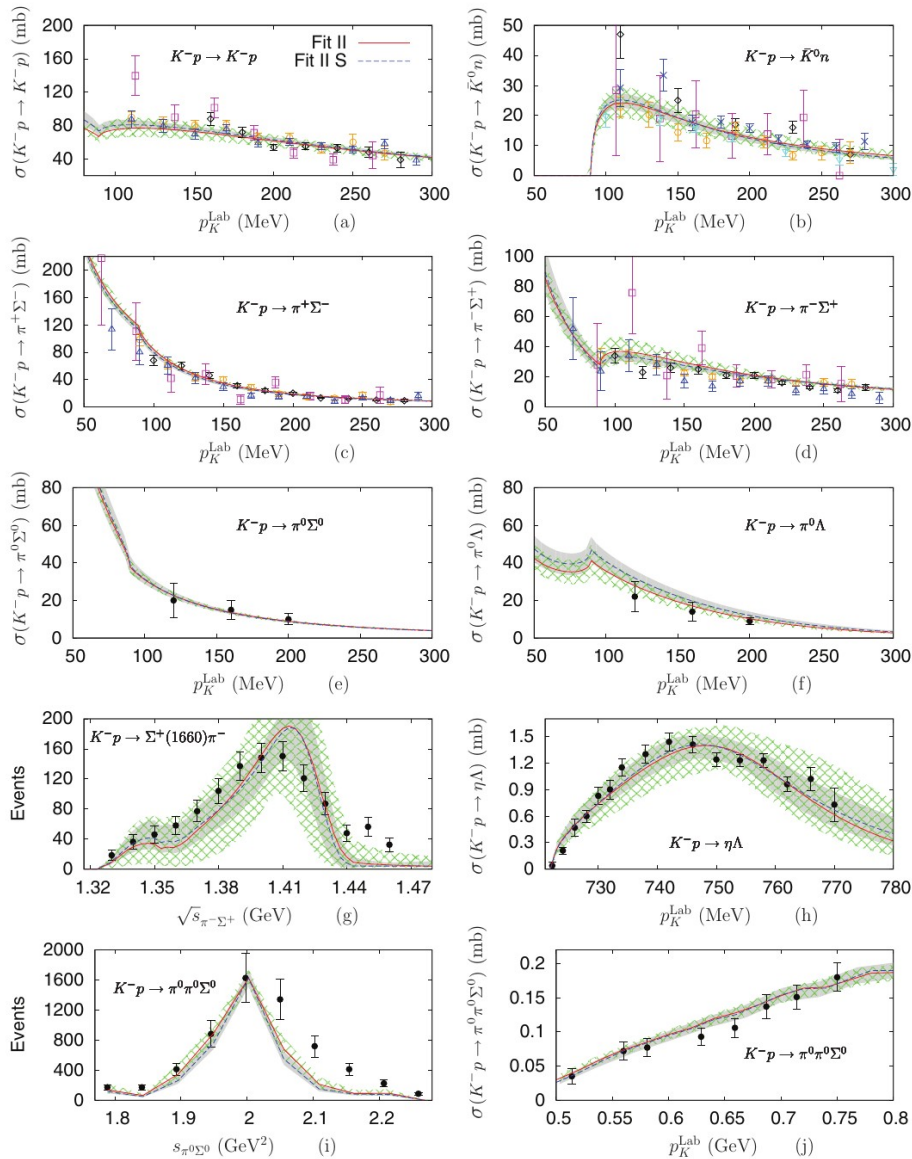 σ(K⁻p → K⁻p) (mb)
200
160
120
80
40
K⁻p → K⁻p
Fit II
Fit II S
100 150 200 250 300
p_K^Lab (MeV) (a)
σ(K⁻p → K̄⁰n) (mb)
50
40
30
20
10
0
K⁻p → K̄⁰n
50 100 150 200 250 300
p_K^Lab (MeV) (b)
σ(K⁻p → π⁺Σ⁻) (mb)
200
160
120
80
40
0
K⁻p → π⁺Σ⁻
50 100 150 200 250 300
p_K^Lab (MeV) (c)
σ(K⁻p → π⁻Σ⁺) (mb)
100
80
60
40
20
0
K⁻p → π⁻Σ⁺
50 100 150 200 250 300
p_K^Lab (MeV) (d)
σ(K⁻p → π⁰Σ⁰) (mb)
80
60
40
20
0
K⁻p → π⁰Σ⁰
50 100 150 200 250 300
p_K^Lab (MeV) (e)
σ(K⁻p → π⁰Λ) (mb)
80
60
40
20
0
K⁻p → π⁰Λ
50 100 150 200 250 300
p_K^Lab (MeV) (f)
Events
200
160
120
80
40
0
K⁻p → Σ⁺(1660)π⁻
1.32 1.35 1.38 1.41 1.44 1.47
√s_π⁻Σ⁺ (GeV) (g)
σ(K⁻p → ηΛ) (mb)
1.5
1.2
0.9
0.6
0.3
0
K⁻p → ηΛ
730 740 750 760 770 780
p_K^Lab (MeV) (h)
Events
2000
1600
1200
800
400
0
K⁻p → π⁰π⁰Σ⁰
1.8 1.9 2 2.1 2.2
s_π⁰Σ⁰ (GeV²) (i)
σ(K⁻p → π⁰π⁰Σ⁰) (mb)
0.2
0.15
0.1
0.05
0
K⁻p → π⁰π⁰Σ⁰
0.5 0.6 0.65 0.7 0.75 0.8
p_K^Lab (GeV) (j)